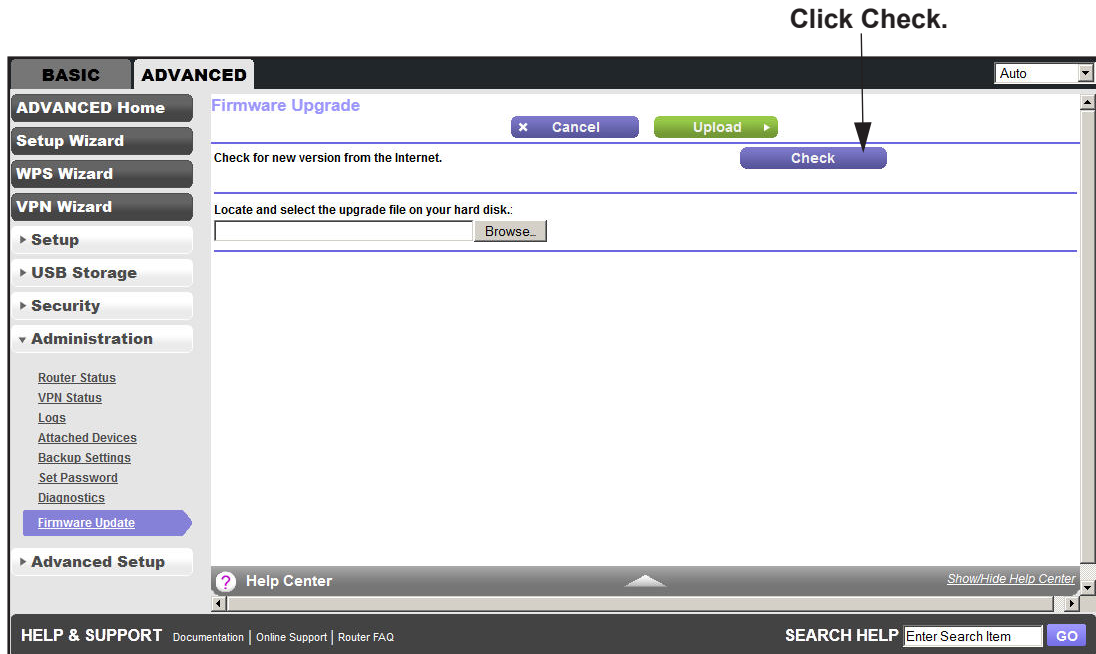 Click Check.
BASIC
ADVANCED
Auto
ADVANCED Home
Setup Wizard
WPS Wizard
VPN Wizard
Setup
USB Storage
Security
Administration
Router Status
VPN Status
Logs
Attached Devices
Backup Settings
Set Password
Diagnostics
Firmware Update
Advanced Setup
Firmware Upgrade
× Cancel
Upload
Check for new version from the Internet.
Check
Locate and select the upgrade file on your hard disk.:
Browse..
? Help Center
Show/Hide Help Center
HELP & SUPPORT Documentation | Online Support | Router FAQ
SEARCH HELP Enter Search Item GO